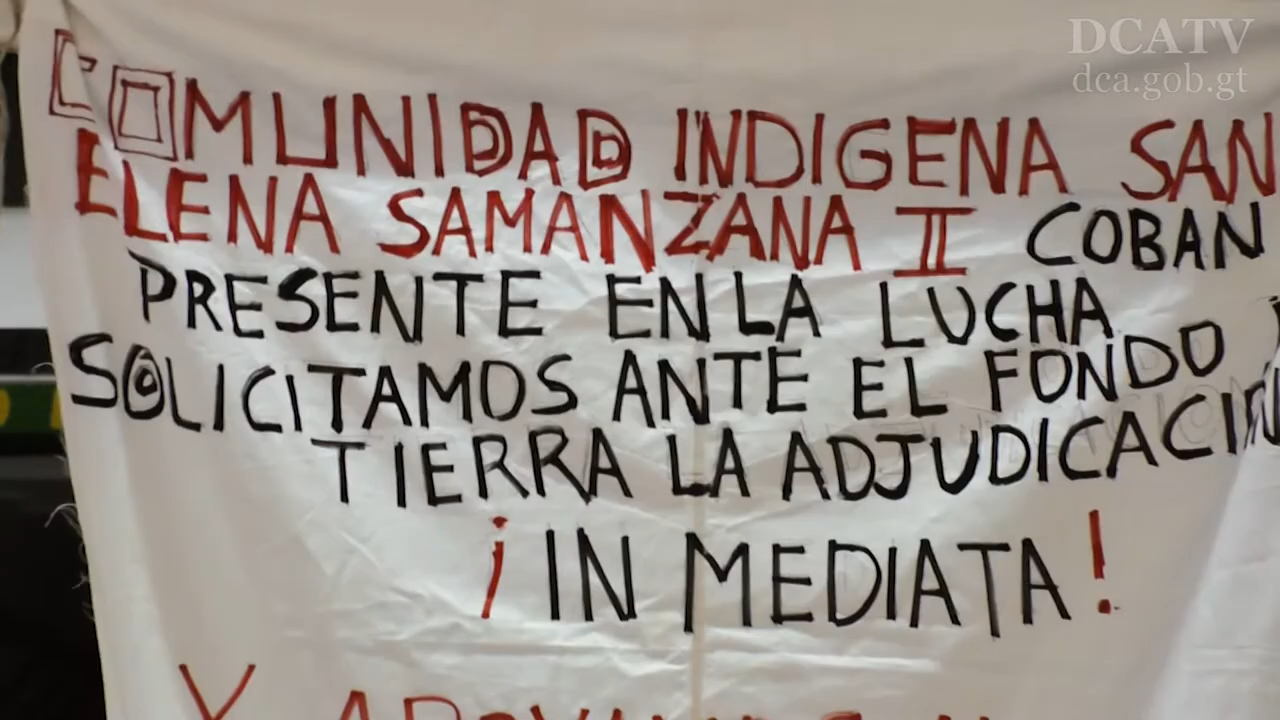 DCATV
dca.gob.gt
COMUNIDAD INDIGENA SAN
ELENA SAMANZANA II COBAN
PRESENTE EN LA LUCHA
SOLICITAMOS ANTE EL FONDO
TIERRA LA ADJUDICACIÓN
¡IN MEDIATA!
Y